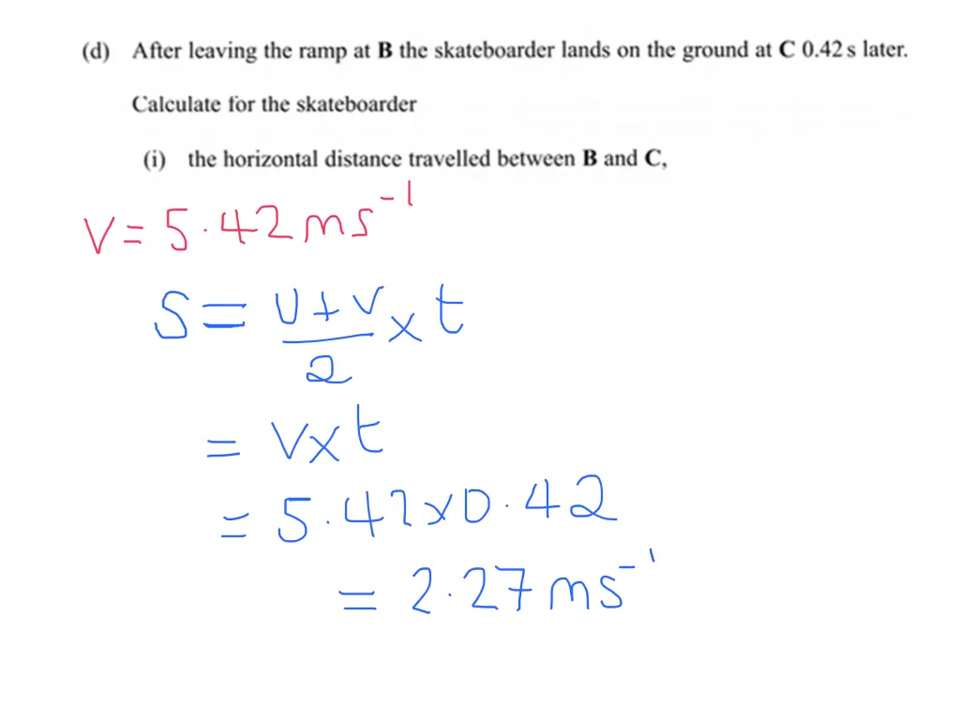 (d) After leaving the ramp at B the skateboarder lands on the ground at C 0.42 s later.
Calculate for the skateboarder
(i) the horizontal distance travelled between B and C,
V = 5.42 ms⁻¹
S = (U + V)/2 × t
= V × t
= 5.42 × 0.42
= 2.27 ms⁻¹